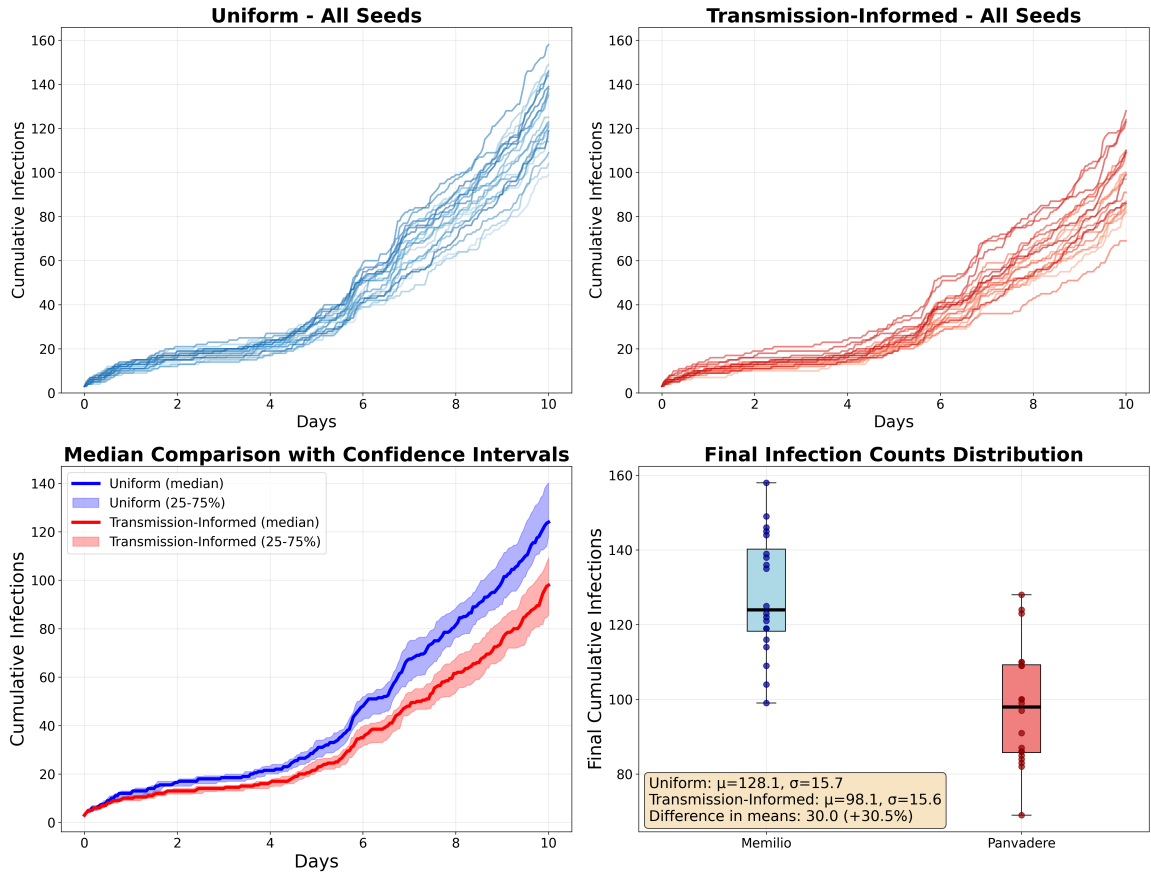 Uniform - All Seeds
160
140
120
100
80
60
40
20
0
Cumulative Infections
0 2 4 6 8 10
Days
Transmission-Informed - All Seeds
160
140
120
100
80
60
40
20
0
Cumulative Infections
0 2 4 6 8 10
Days
Median Comparison with Confidence Intervals
Uniform (median)
Uniform (25-75%)
Transmission-Informed (median)
Transmission-Informed (25-75%)
140
120
100
80
60
40
20
0
Cumulative Infections
0 2 4 6 8 10
Days
Final Infection Counts Distribution
160
140
120
100
80
Final Cumulative Infections
Uniform: μ=128.1, σ=15.7
Transmission-Informed: μ=98.1, σ=15.6
Difference in means: 30.0 (+30.5%)
Memilio Panvadere